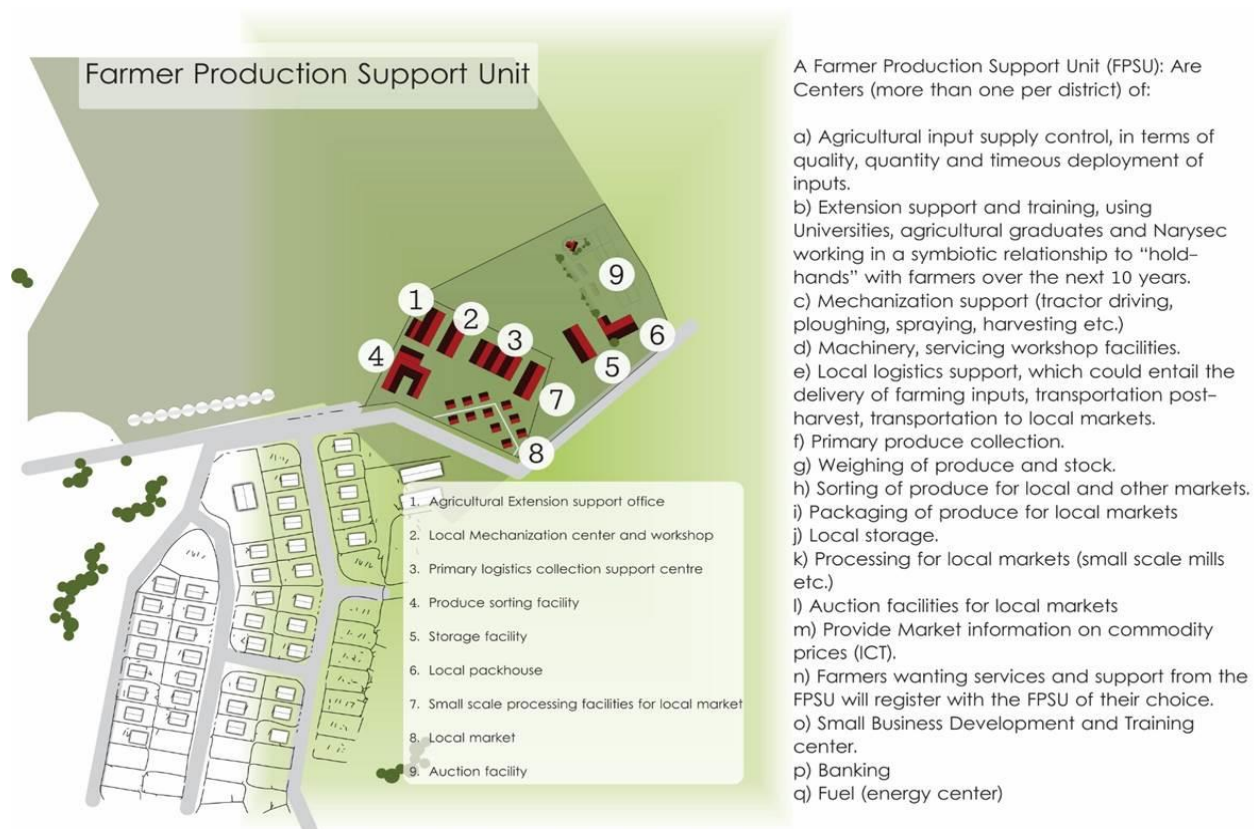 Farmer Production Support Unit
1
2
3
4
5
6
7
8
9
1. Agricultural Extension support office
2. Local Mechanization center and workshop
3. Primary logistics collection support centre
4. Produce sorting facility
5. Storage facility
6. Local packhouse
7. Small scale processing facilities for local market
8. Local market
9. Auction facility
A Farmer Production Support Unit (FPSU): Are
Centers (more than one per district) of:
a) Agricultural input supply control, in terms of
quality, quantity and timeous deployment of
inputs.
b) Extension support and training, using
Universities, agricultural graduates and Narysec
working in a symbiotic relationship to “hold-
hands” with farmers over the next 10 years.
c) Mechanization support (tractor driving,
ploughing, spraying, harvesting etc.)
d) Machinery, servicing workshop facilities.
e) Local logistics support, which could entail the
delivery of farming inputs, transportation post-
harvest, transportation to local markets.
f) Primary produce collection.
g) Weighing of produce and stock.
h) Sorting of produce for local and other markets.
i) Packaging of produce for local markets
j) Local storage.
k) Processing for local markets (small scale mills
etc.)
l) Auction facilities for local markets
m) Provide Market information on commodity
prices (ICT).
n) Farmers wanting services and support from the
FPSU will register with the FPSU of their choice.
o) Small Business Development and Training
center.
p) Banking
q) Fuel (energy center)